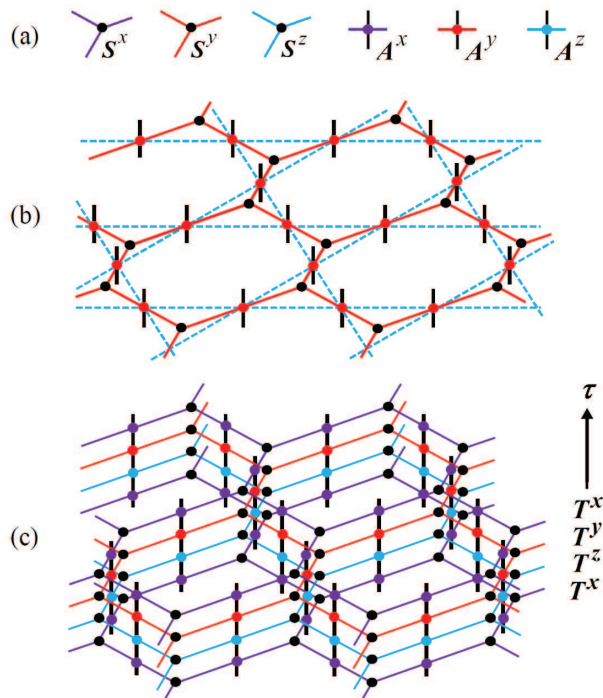 (a) S^x S^y S^z A^x A^y A^z
(b)
(c)
τ
T^x
T^y
T^z
T^x